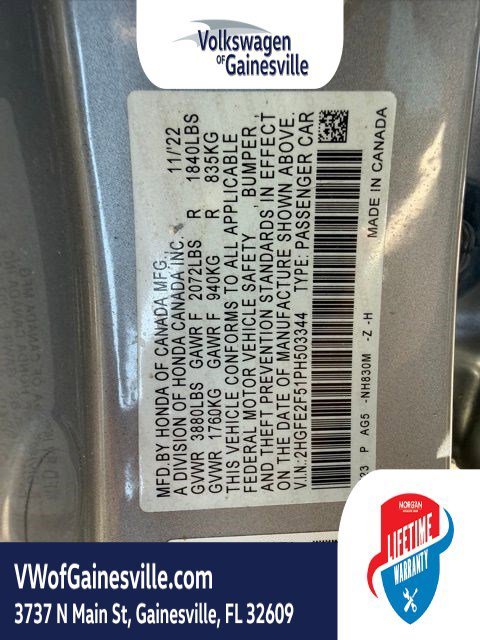 Volkswagen
OF Gainesville
MFD.BY HONDA OF CANADA MFG.,
A DIVISION OF HONDA CANADA INC. 11/'22
GVWR 3880LBS GAWR F 2072LBS R 1840LBS
GVWR 1760KG GAWR F 940KG R 835KG
THIS VEHICLE CONFORMS TO ALL APPLICABLE
FEDERAL MOTOR VEHICLE SAFETY , BUMPER,
AND THEFT PREVENTION STANDARDS IN EFFECT
ON THE DATE OF MANUFACTURE SHOWN ABOVE.
V.I.N.:2HGFE2F51PH503344 TYPE: PASSENGER CAR
MADE IN CANADA
P AG5 -NH830M -Z -H
MORGAN
LIFETIME
WARRANTY
VWofGainesville.com
3737 N Main St, Gainesville, FL 32609